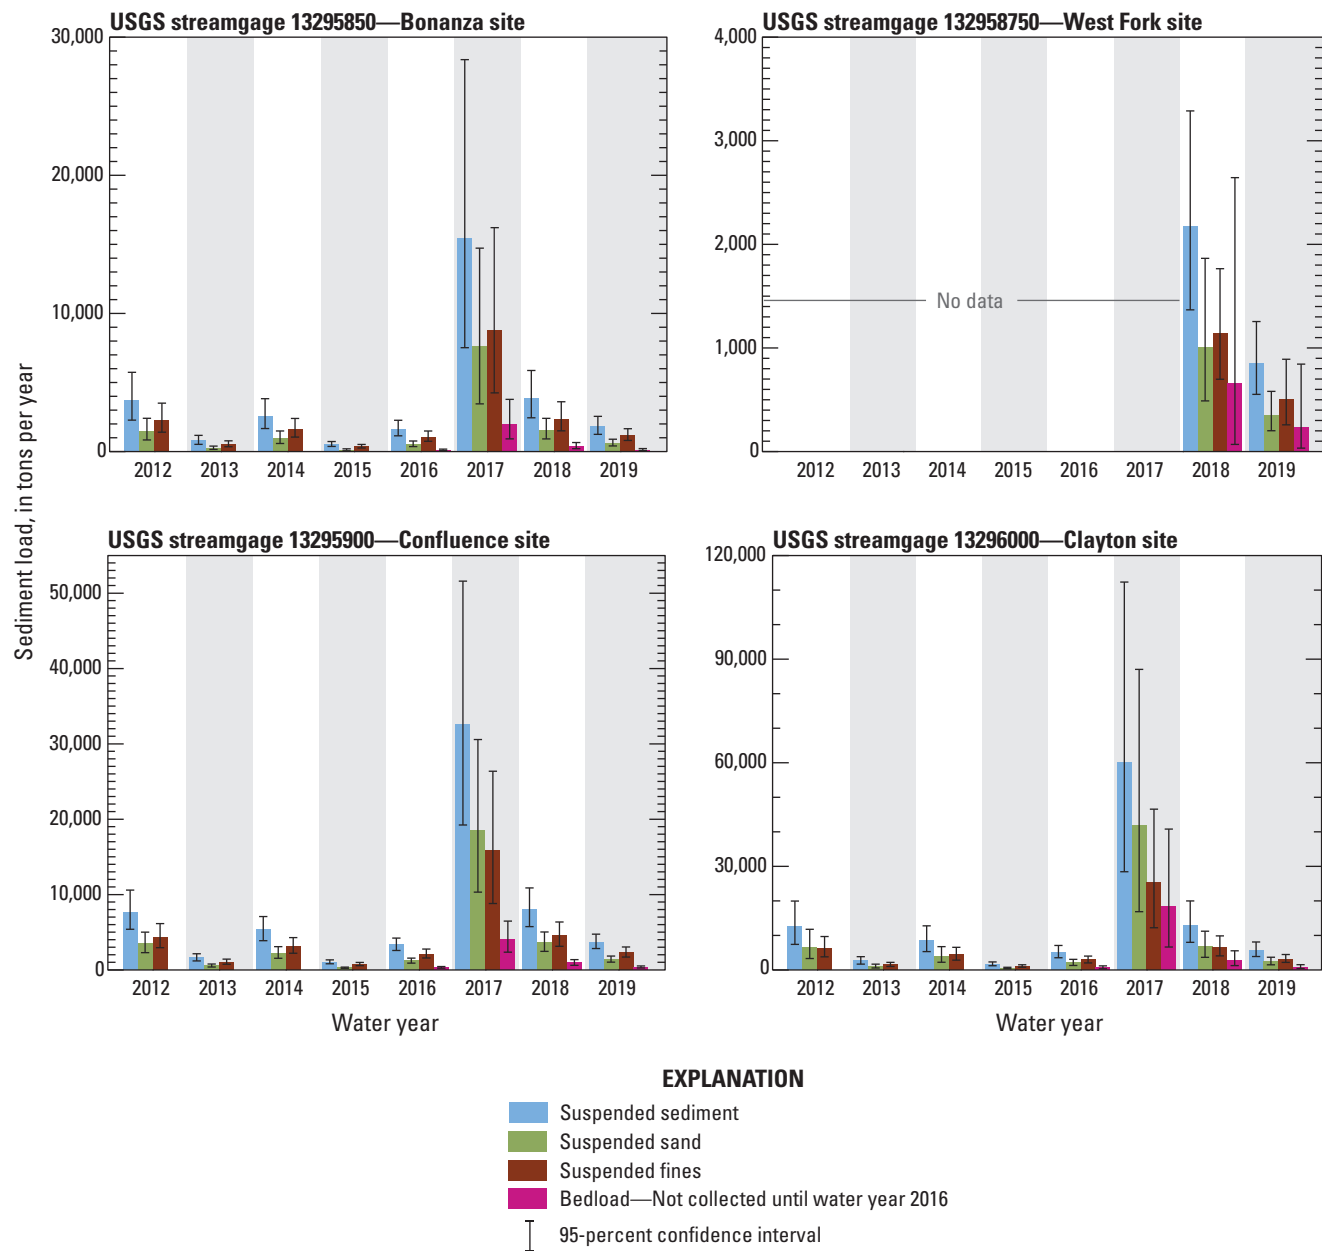 USGS streamgage 13295850—Bonanza site
30,000
20,000
10,000
0
2012 2013 2014 2015 2016 2017 2018 2019
USGS streamgage 132958750—West Fork site
4,000
3,000
2,000
1,000
0
No data
2012 2013 2014 2015 2016 2017 2018 2019
Sediment load, in tons per year
USGS streamgage 13295900—Confluence site
50,000
40,000
30,000
20,000
10,000
0
2012 2013 2014 2015 2016 2017 2018 2019
Water year
USGS streamgage 13296000—Clayton site
120,000
90,000
60,000
30,000
0
2012 2013 2014 2015 2016 2017 2018 2019
Water year
EXPLANATION
Suspended sediment
Suspended sand
Suspended fines
Bedload—Not collected until water year 2016
95-percent confidence interval